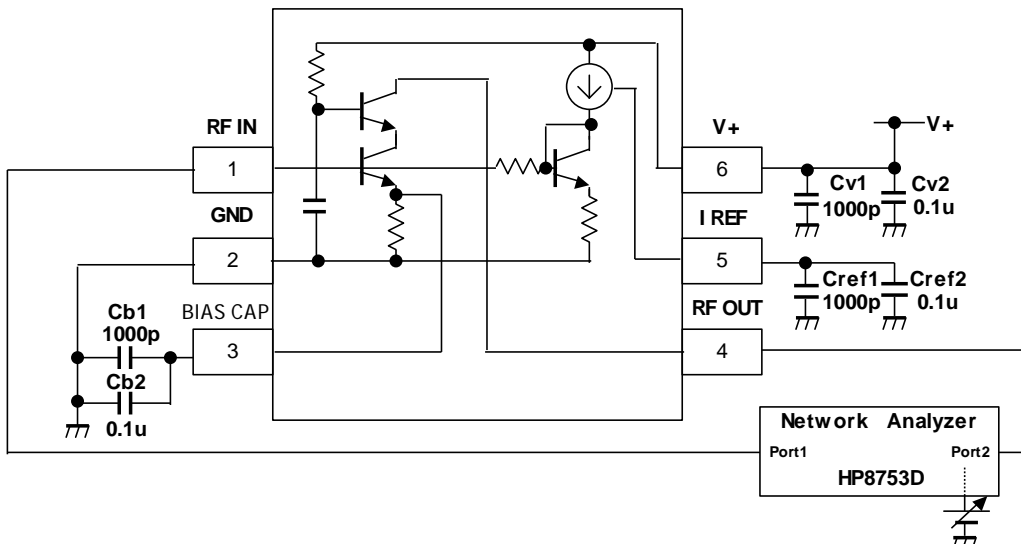 RF IN
1
GND
2
BIAS CAP
3
Cb1
1000p
Cb2
0.1u
V+
6
I REF
5
RF OUT
4
V+
Cv1
1000p
Cv2
0.1u
Cref1
1000p
Cref2
0.1u
Network Analyzer
Port1
Port2
HP8753D